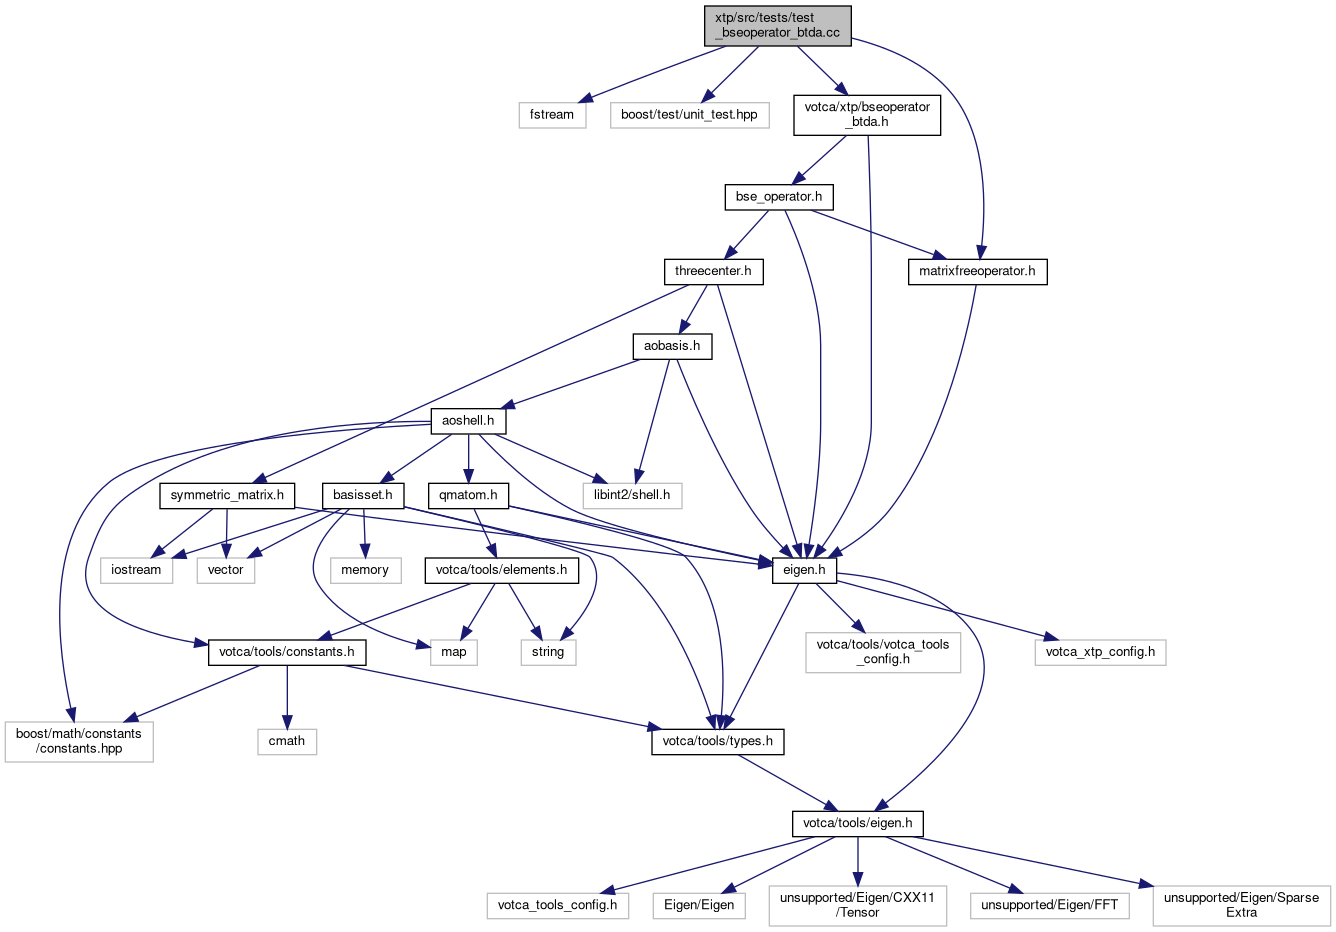 xtp/src/tests/test
_bseoperator_btda.cc
fstream
boost/test/unit_test.hpp
votca/xtp/bseoperator
_btda.h
bse_operator.h
threecenter.h
matrixfreeoperator.h
aobasis.h
aoshell.h
symmetric_matrix.h
basisset.h
qmatom.h
libint2/shell.h
iostream
vector
memory
votca/tools/elements.h
eigen.h
votca/tools/constants.h
map
string
votca/tools/votca_tools
_config.h
votca_xtp_config.h
boost/math/constants
/constants.hpp
cmath
votca/tools/types.h
votca/tools/eigen.h
votca_tools_config.h
Eigen/Eigen
unsupported/Eigen/CXX11
/Tensor
unsupported/Eigen/FFT
unsupported/Eigen/Sparse
Extra